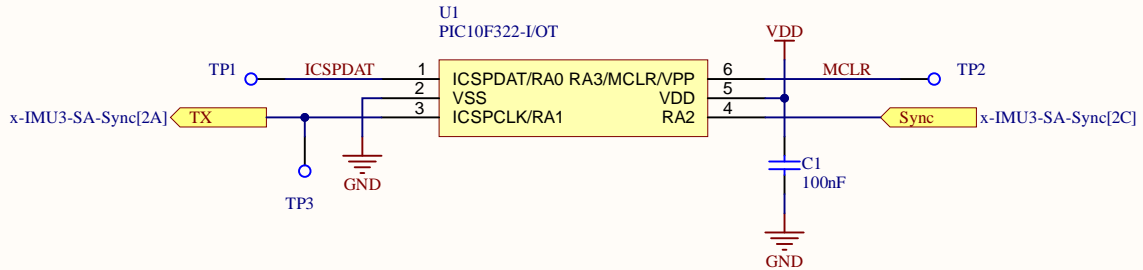 U1
PIC10F322-I/OT
VDD
TP1
ICSPDAT
1
ICSPDAT/RA0
RA3/MCLR/VPP
6
MCLR
TP2
2
VSS
VDD
5
x-IMU3-SA-Sync[2A]
TX
3
ICSPCLK/RA1
RA2
4
Sync
x-IMU3-SA-Sync[2C]
C1
100nF
GND
TP3
GND